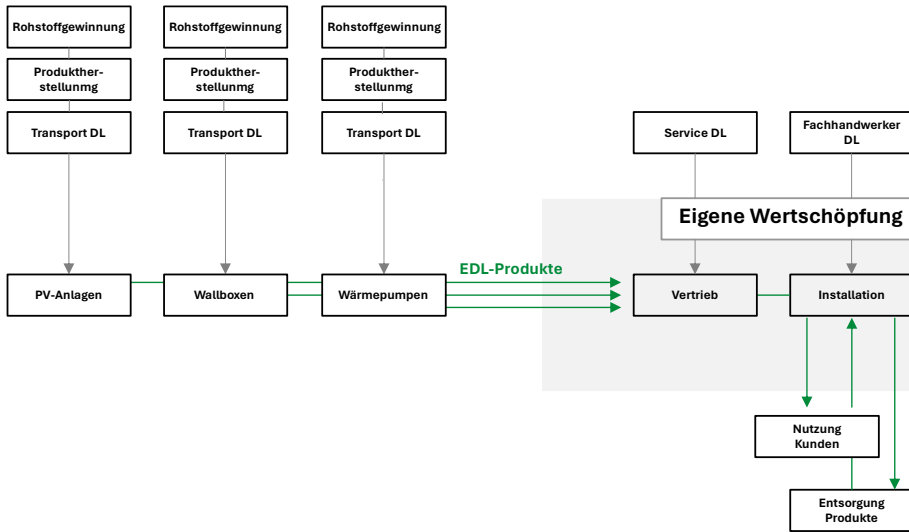 Rohstoffgewinnung
Rohstoffgewinnung
Rohstoffgewinnung
Produkther-
stellunmg
Produkther-
stellunmg
Produkther-
stellunmg
Transport DL
Transport DL
Transport DL
Service DL
Fachhandwerker
DL
Eigene Wertschöpfung
EDL-Produkte
PV-Anlagen
Wallboxen
Wärmepumpen
Vertrieb
Installation
Nutzung
Kunden
Entsorgung
Produkte